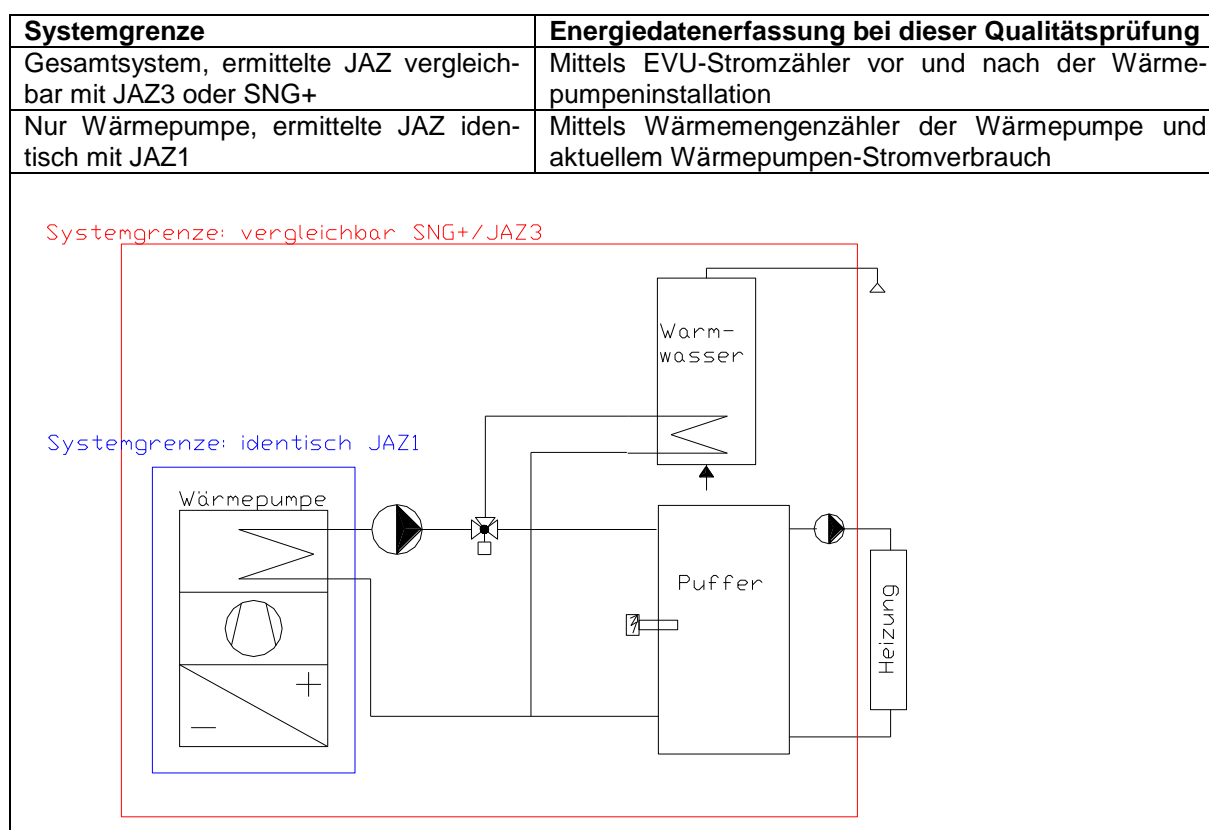 Systemgrenze
Energiedatenerfassung bei dieser Qualitätsprüfung
Gesamtsystem, ermittelte JAZ vergleich-
bar mit JAZ3 oder SNG+
Mittels EVU-Stromzähler vor und nach der Wärme-
pumpeninstallation
Nur Wärmepumpe, ermittelte JAZ iden-
tisch mit JAZ1
Mittels Wärmemengenzähler der Wärmepumpe und
aktuellem Wärmepumpen-Stromverbrauch
Systemgrenze: vergleichbar SNG+/JAZ3
Warm-
wasser
Systemgrenze: identisch JAZ1
Wärmepumpe
Puffer
Heizung